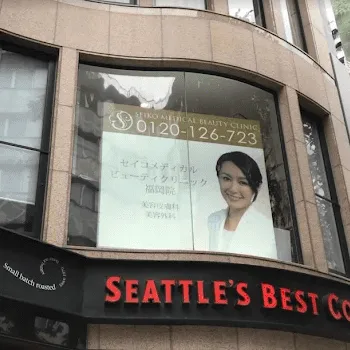 SEIKO MEDICAL BEAUTY CLINIC
0120-126-723
セイコメディカル
ビューティクリニック
福岡院
美容皮膚科
美容外科
Small batch roasted
SEATTLE'S BEST CO